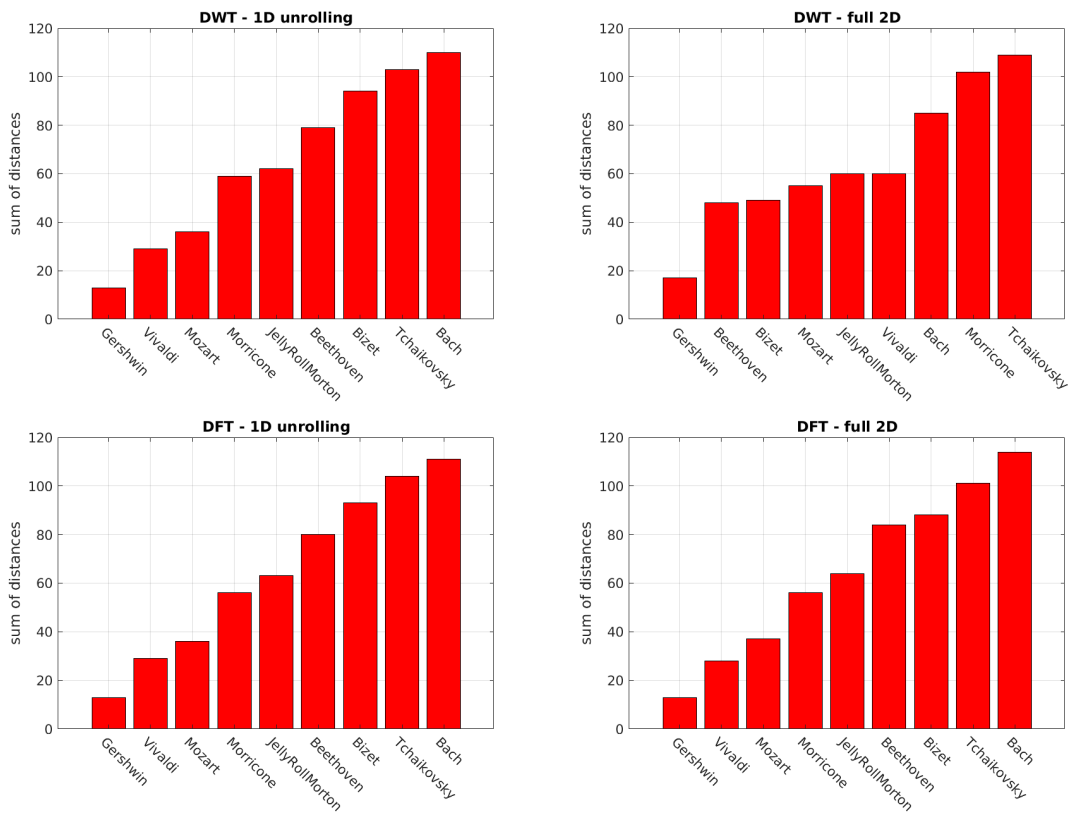 DWT - 1D unrolling
sum of distances
120
100
80
60
40
20
0
Gershwin
Vivaldi
Mozart
Morricone
JellyRollMorton
Beethoven
Bizet
Tchaikovsky
Bach
DWT - full 2D
sum of distances
120
100
80
60
40
20
0
Gershwin
Beethoven
Bizet
Mozart
JellyRollMorton
Vivaldi
Bach
Morricone
Tchaikovsky
DFT - 1D unrolling
sum of distances
120
100
80
60
40
20
0
Gershwin
Vivaldi
Mozart
Morricone
JellyRollMorton
Beethoven
Bizet
Tchaikovsky
Bach
DFT - full 2D
sum of distances
120
100
80
60
40
20
0
Gershwin
Vivaldi
Mozart
Morricone
JellyRollMorton
Beethoven
Bizet
Tchaikovsky
Bach